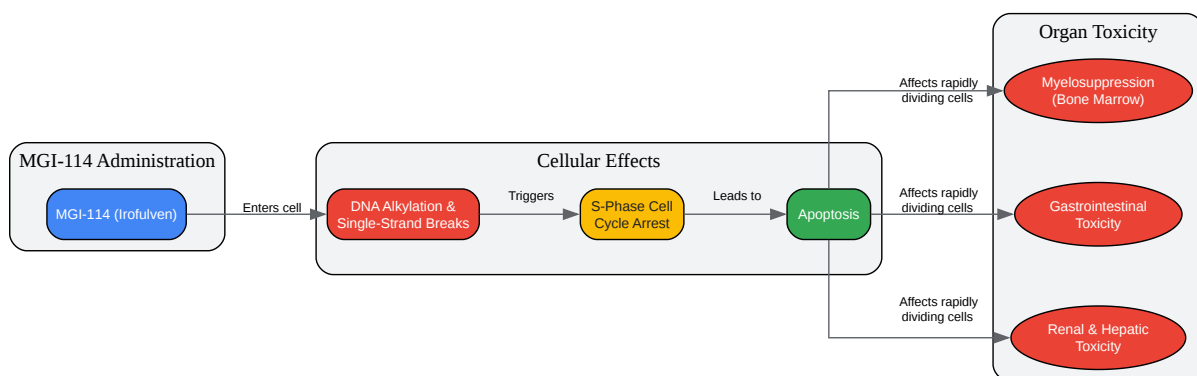 MGI-114 Administration
MGI-114 (Irofulven)
Enters cell
Cellular Effects
DNA Alkylation &
Single-Strand Breaks
Triggers
S-Phase Cell
Cycle Arrest
Leads to
Apoptosis
Organ Toxicity
Affects rapidly
dividing cells
Myelosuppression
(Bone Marrow)
Affects rapidly
dividing cells
Gastrointestinal
Toxicity
Affects rapidly
dividing cells
Renal & Hepatic
Toxicity